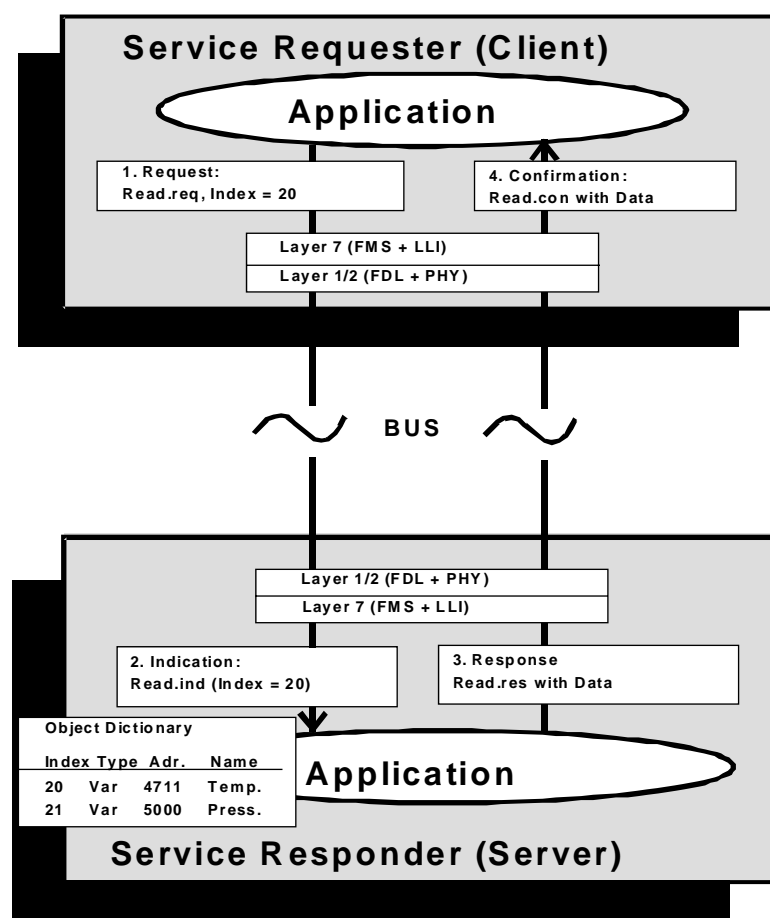 Service Requester (Client)
Application
1. Request:
Read.req, Index = 20
4. Confirmation:
Read.con with Data
Layer 7 (FMS + LLI)
Layer 1/2 (FDL + PHY)
BUS
Layer 1/2 (FDL + PHY)
Layer 7 (FMS + LLI)
2. Indication:
Read.ind (Index = 20)
3. Response
Read.res with Data
Object Dictionary
Index Type Adr. Name
20 Var 4711 Temp.
21 Var 5000 Press.
Application
Service Responder (Server)